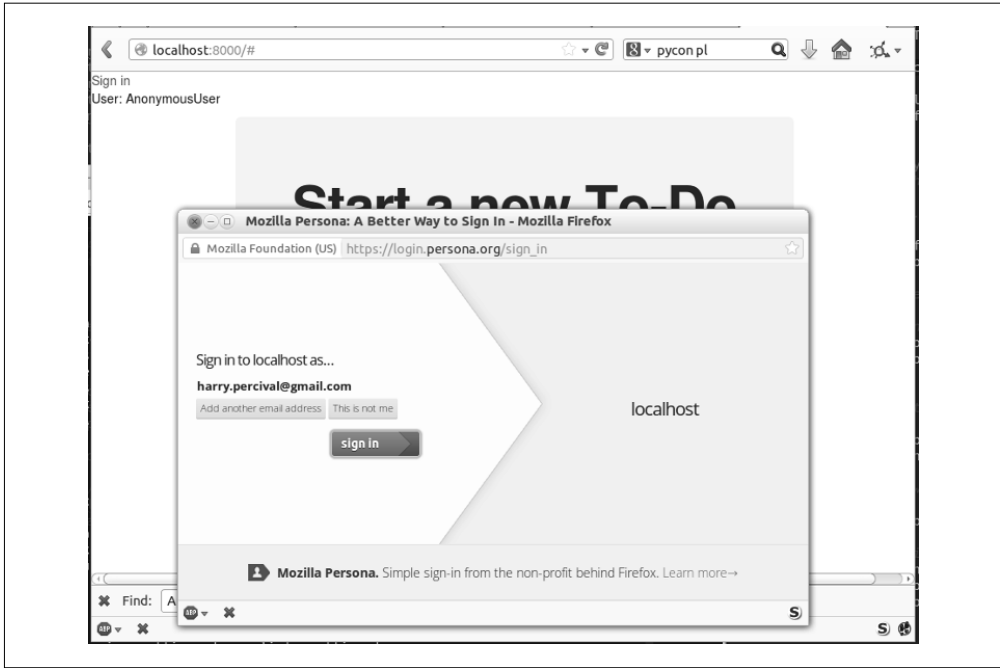 localhost:8000/#
pycon pl
Sign in
User: AnonymousUser
Start a new To-Do
Mozilla Persona: A Better Way to Sign In - Mozilla Firefox
Mozilla Foundation (US) https://login.persona.org/sign_in
Sign in to localhost as...
harry.percival@gmail.com
Add another email address This is not me
sign in
localhost
Mozilla Persona. Simple sign-in from the non-profit behind Firefox. Learn more→
Find: A
ABP
S
ABP
S